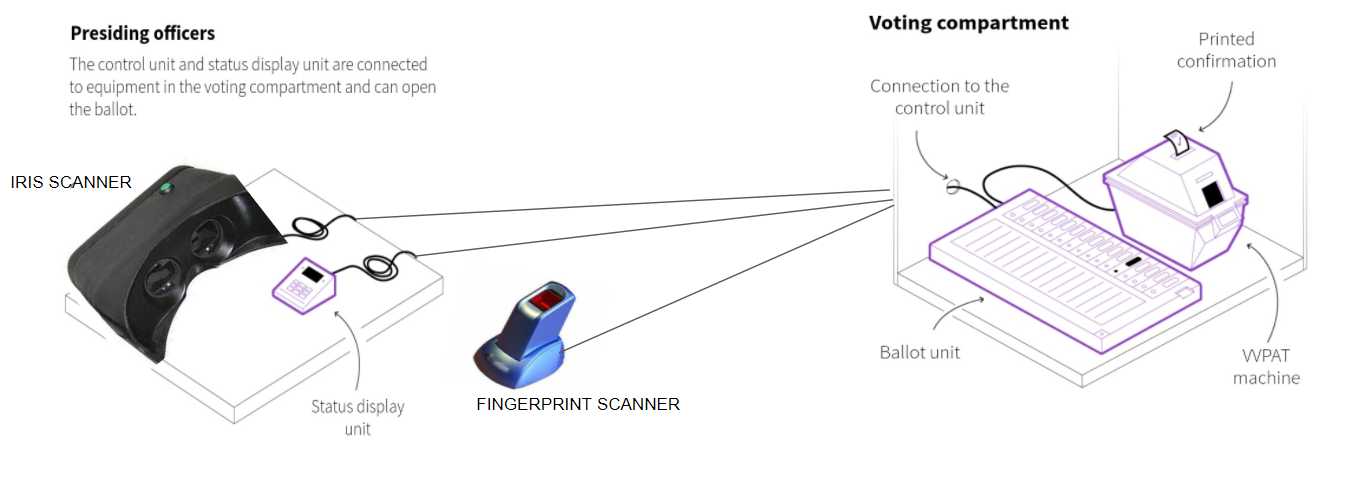 Presiding officers
The control unit and status display unit are connected
to equipment in the voting compartment and can open
the ballot.
IRIS SCANNER
Status display
unit
FINGERPRINT SCANNER
Voting compartment
Printed
confirmation
Connection to the
control unit
Ballot unit
VVPAT
machine